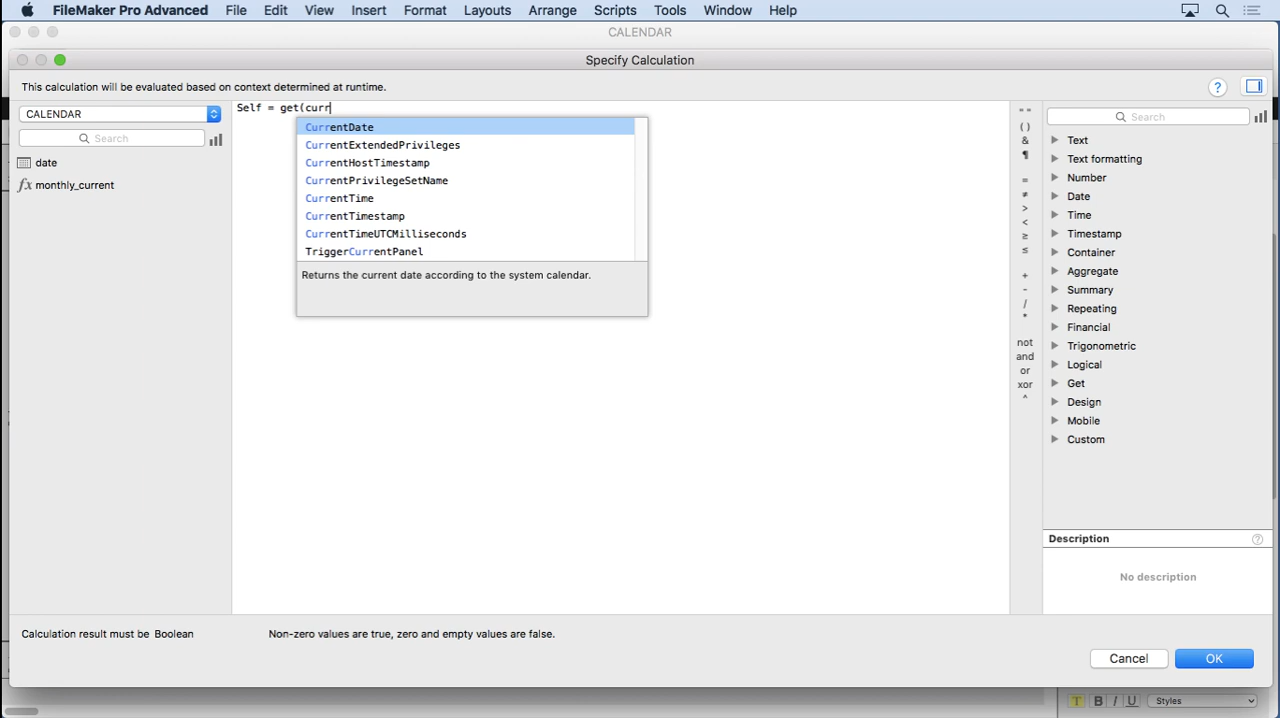 FileMaker Pro Advanced File Edit View Insert Format Layouts Arrange Scripts Tools Window Help
CALENDAR
Specify Calculation
This calculation will be evaluated based on context determined at runtime.
?
CALENDAR
Search
date
fx monthly_current
Self = get(curr
CurrentDate
CurrentExtendedPrivileges
CurrentHostTimestamp
CurrentPrivilegeSetName
CurrentTime
CurrentTimestamp
CurrentTimeUTCMilliseconds
TriggerCurrentPanel
Returns the current date according to the system calendar.
" "
( )
&
¶
=
≠
>
<
≥
≤
+
-
/
*
not
and
or
xor
^
Search
Text
Text formatting
Number
Date
Time
Timestamp
Container
Aggregate
Summary
Repeating
Financial
Trigonometric
Logical
Get
Design
Mobile
Custom
Description ?
No description
Calculation result must be Boolean
Non-zero values are true, zero and empty values are false.
Cancel OK
T B I U Styles